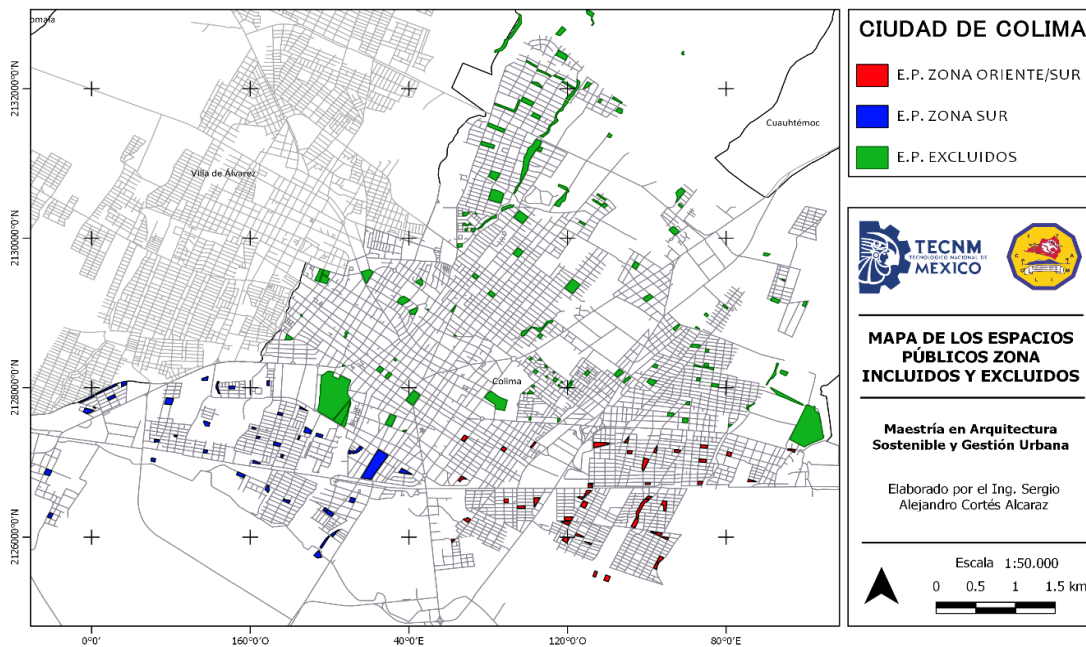 omala
Cuauhtémoc
Villa de Álvarez
Colima
2132000°0'N
2130000°0'N
2128000°0'N
2126000°0'N
0°0'
160°0'O
40°0'E
120°0'O
80°0'E
CIUDAD DE COLIMA
E.P. ZONA ORIENTE/SUR
E.P. ZONA SUR
E.P. EXCLUIDOS
TECNM
TECNOLÓGICO NACIONAL DE
MÉXICO
MAPA DE LOS ESPACIOS
PÚBLICOS ZONA
INCLUIDOS Y EXCLUIDOS
Maestría en Arquitectura
Sostenible y Gestión Urbana
Elaborado por el Ing. Sergio
Alejandro Cortés Alcaraz
Escala 1:50.000
0 0.5 1 1.5 km